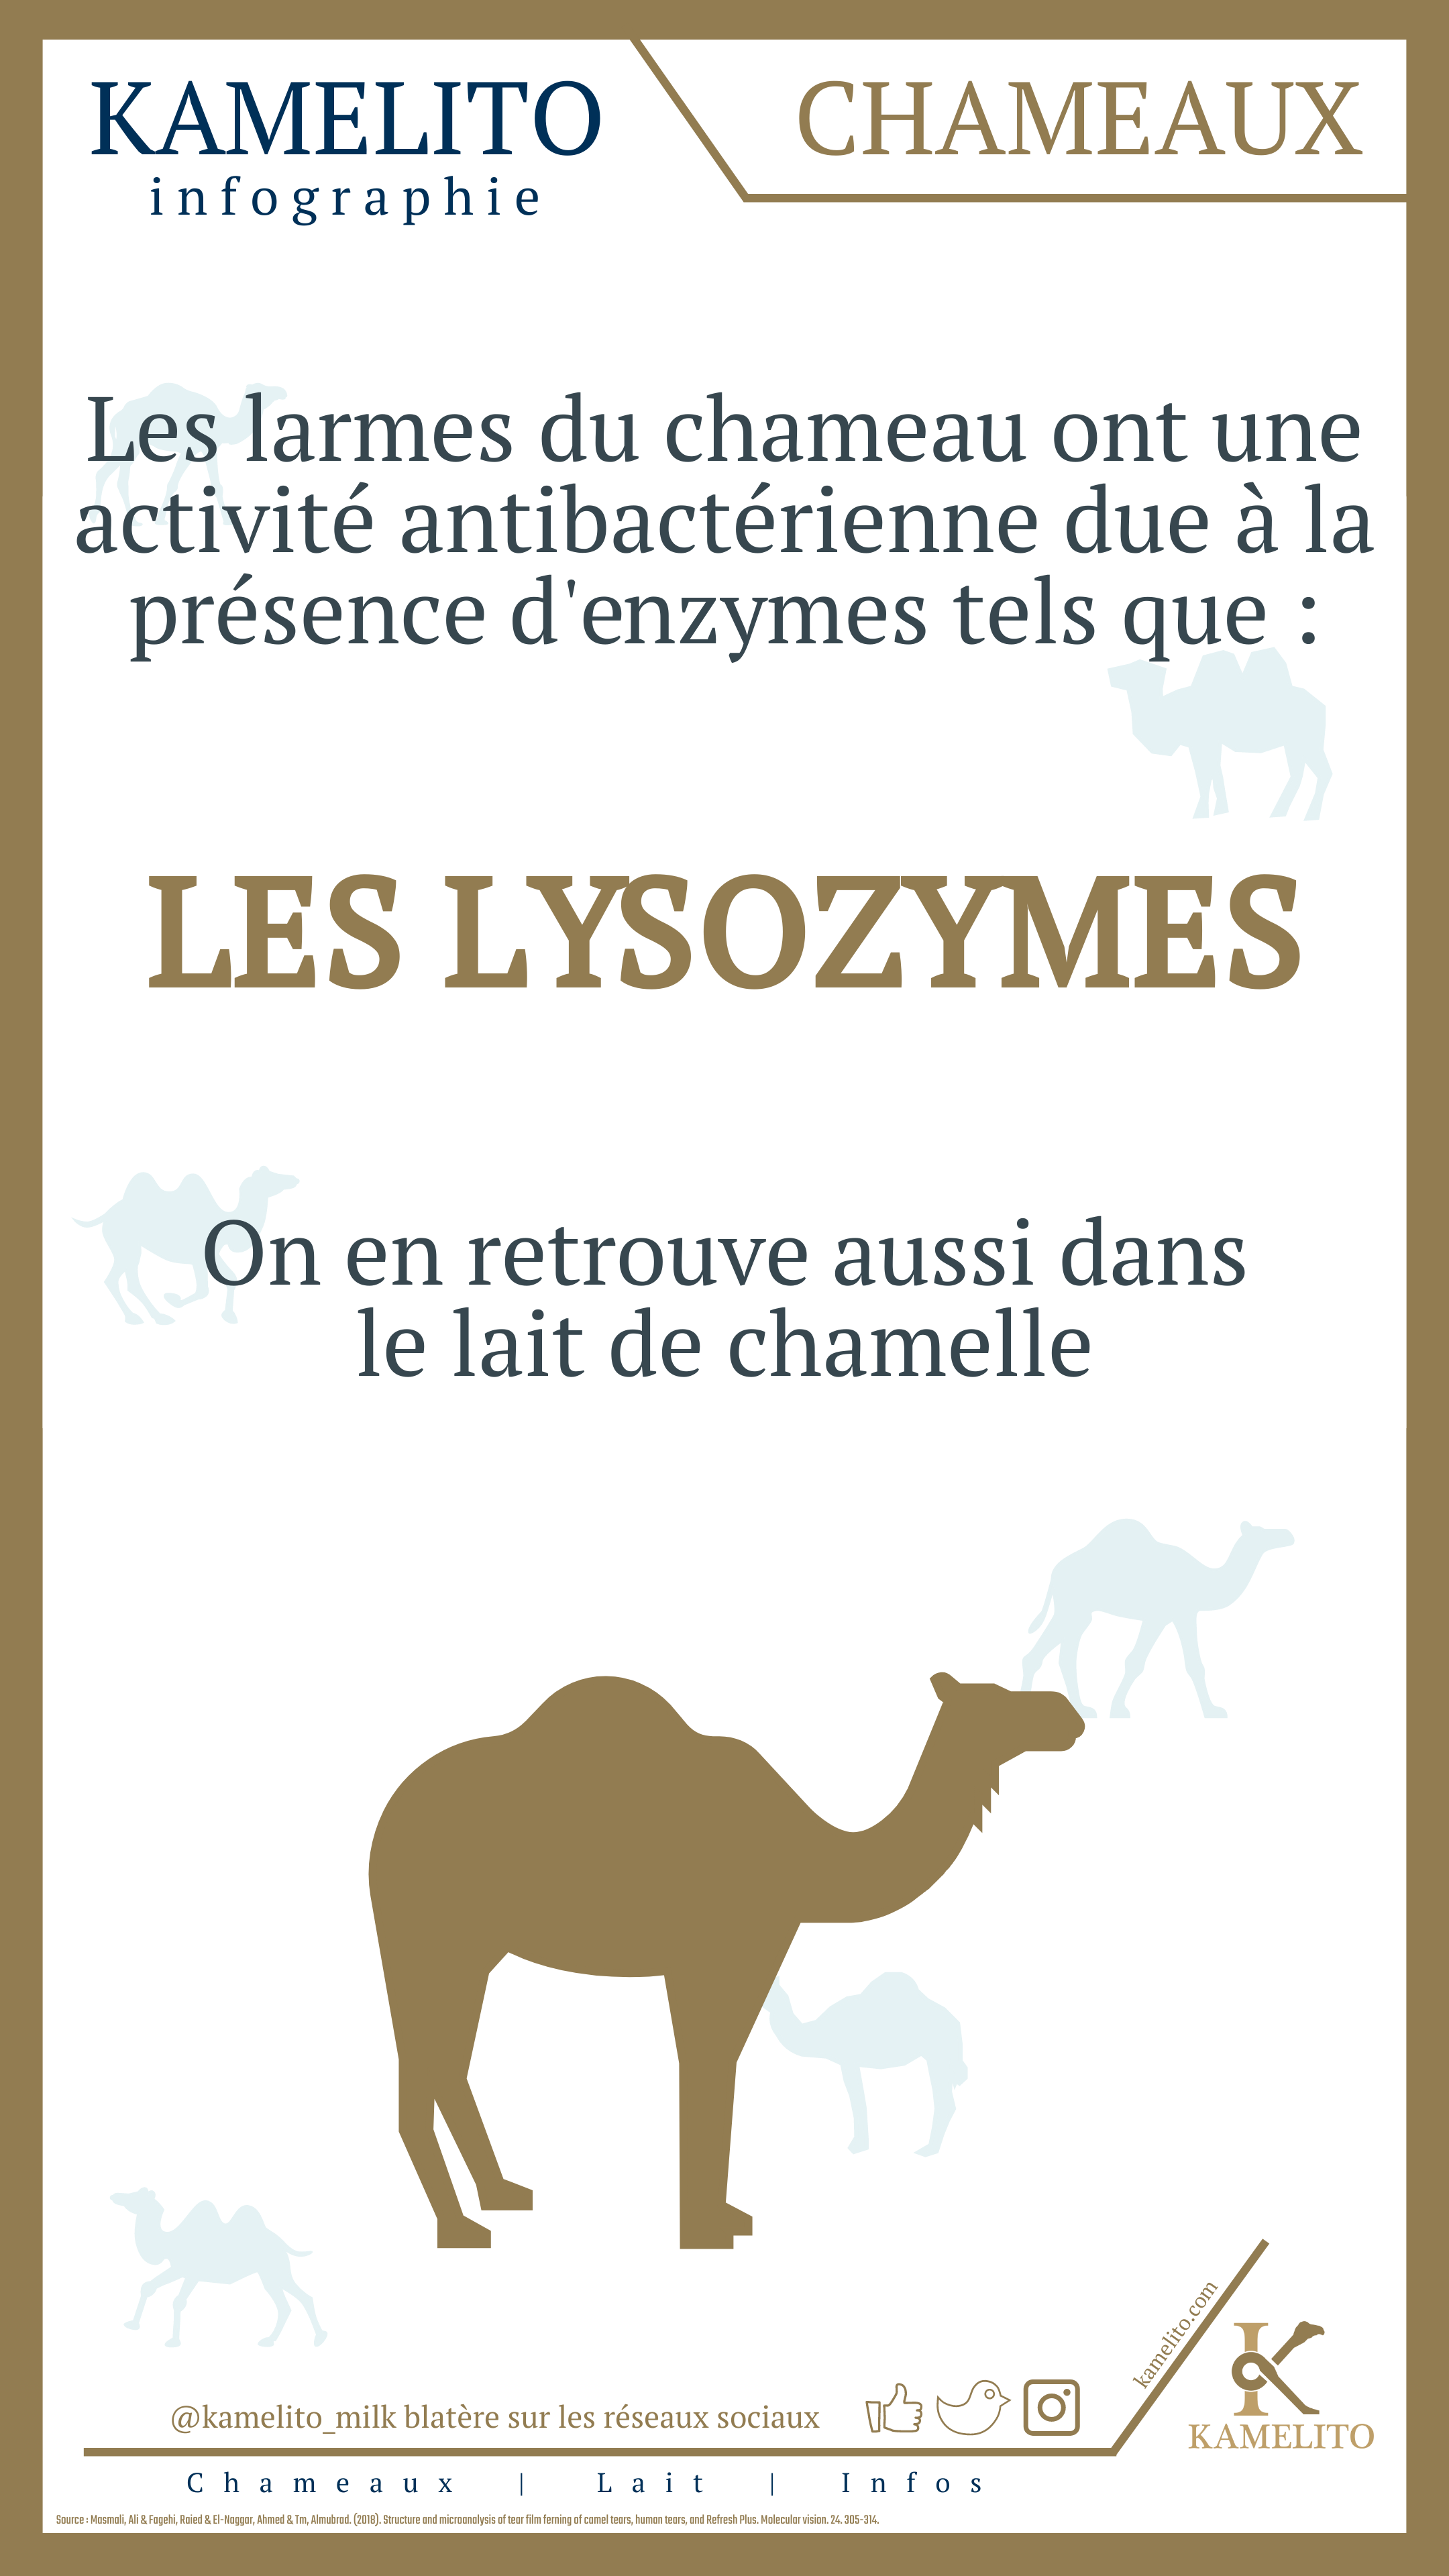 KAMELITO
infographie
CHAMEAUX
Les larmes du chameau ont une
activité antibactérienne due à la
présence d'enzymes tels que :
LES LYSOZYMES
On en retrouve aussi dans
le lait de chamelle
kamelito.com
@kamelito_milk blatère sur les réseaux sociaux
KAMELITO
Chameaux | Lait | Infos
Source : Masmali, Ali & Fagehi, Raied & El-Naggar, Ahmed & Tm, Almubrad. (2018). Structure and microanalysis of tear film ferning of camel tears, human tears, and Refresh Plus. Molecular vision. 24. 305-314.